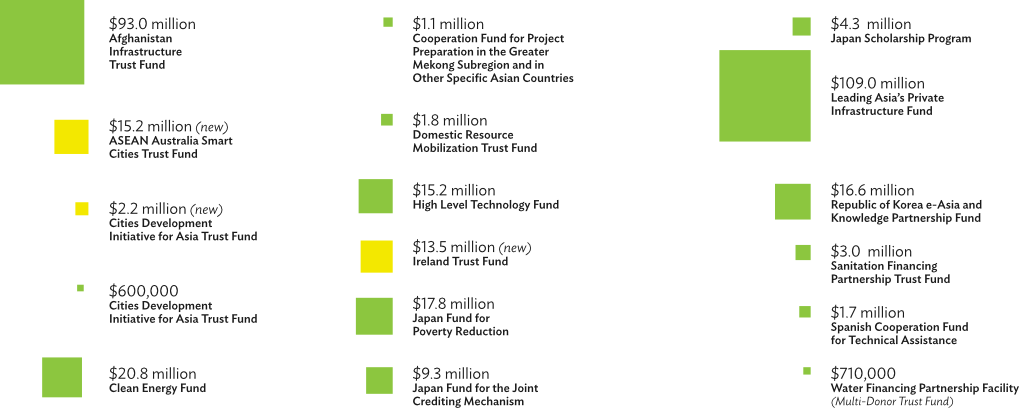 $93.0 million
Afghanistan
Infrastructure
Trust Fund
$15.2 million (new)
ASEAN Australia Smart
Cities Trust Fund
$2.2 million (new)
Cities Development
Initiative for Asia Trust Fund
$600,000
Cities Development
Initiative for Asia Trust Fund
$20.8 million
Clean Energy Fund
$1.1 million
Cooperation Fund for Project
Preparation in the Greater
Mekong Subregion and in
Other Specific Asian Countries
$1.8 million
Domestic Resource
Mobilization Trust Fund
$15.2 million
High Level Technology Fund
$13.5 million (new)
Ireland Trust Fund
$17.8 million
Japan Fund for
Poverty Reduction
$9.3 million
Japan Fund for the Joint
Crediting Mechanism
$4.3 million
Japan Scholarship Program
$109.0 million
Leading Asia's Private
Infrastructure Fund
$16.6 million
Republic of Korea e-Asia and
Knowledge Partnership Fund
$3.0 million
Sanitation Financing
Partnership Trust Fund
$1.7 million
Spanish Cooperation Fund
for Technical Assistance
$710,000
Water Financing Partnership Facility
(Multi-Donor Trust Fund)